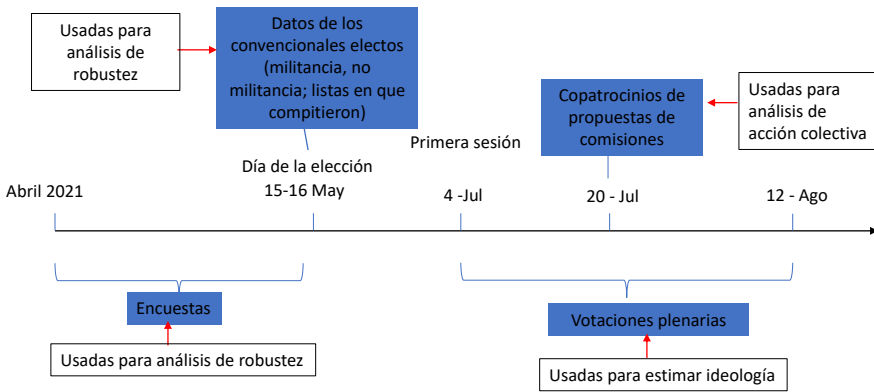 Usadas para
análisis de
robustez
Datos de los
convencionales electos
(militancia, no
militancia; listas en que
compitieron)
Copatrocinios de
propuestas de
comisiones
Usadas para
análisis de
acción colectiva
Primera sesión
Día de la elección
15-16 May
Abril 2021
4 -Jul
20 - Jul
12 - Ago
Encuestas
Votaciones plenarias
Usadas para análisis de robustez
Usadas para estimar ideología